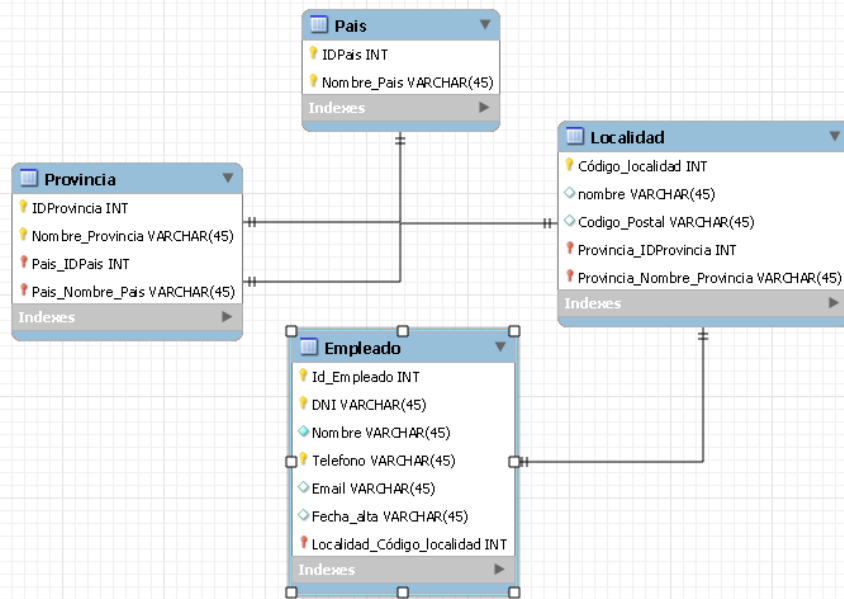 Pais
IDPais INT
Nombre_Pais VARCHAR(45)
Indexes
Provincia
IDProvincia INT
Nombre_Provincia VARCHAR(45)
Pais_IDPais INT
Pais_Nombre_Pais VARCHAR(45)
Indexes
Localidad
Código_localidad INT
nombre VARCHAR(45)
Codigo_Postal VARCHAR(45)
Provincia_IDProvincia INT
Provincia_Nombre_Provincia VARCHAR(45)
Indexes
Empleado
Id_Empleado INT
DNI VARCHAR(45)
Nombre VARCHAR(45)
Telefono VARCHAR(45)
Email VARCHAR(45)
Fecha_alta VARCHAR(45)
Localidad_Código_localidad INT
Indexes